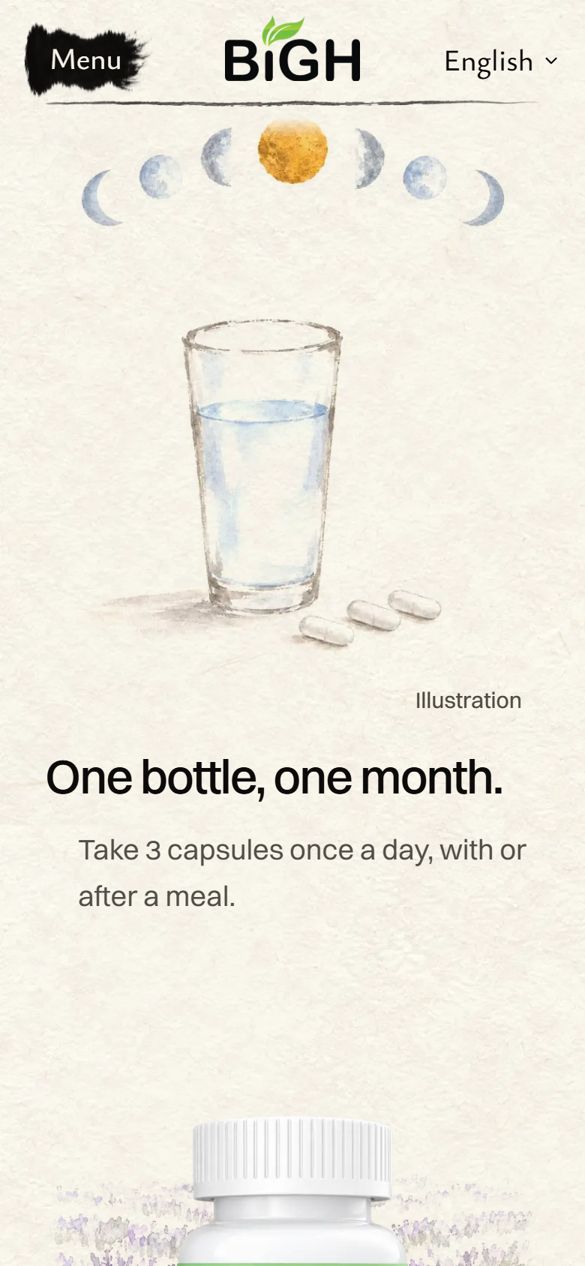 Menu
BiGH
English
Illustration
One bottle, one month.
Take 3 capsules once a day, with or
after a meal.